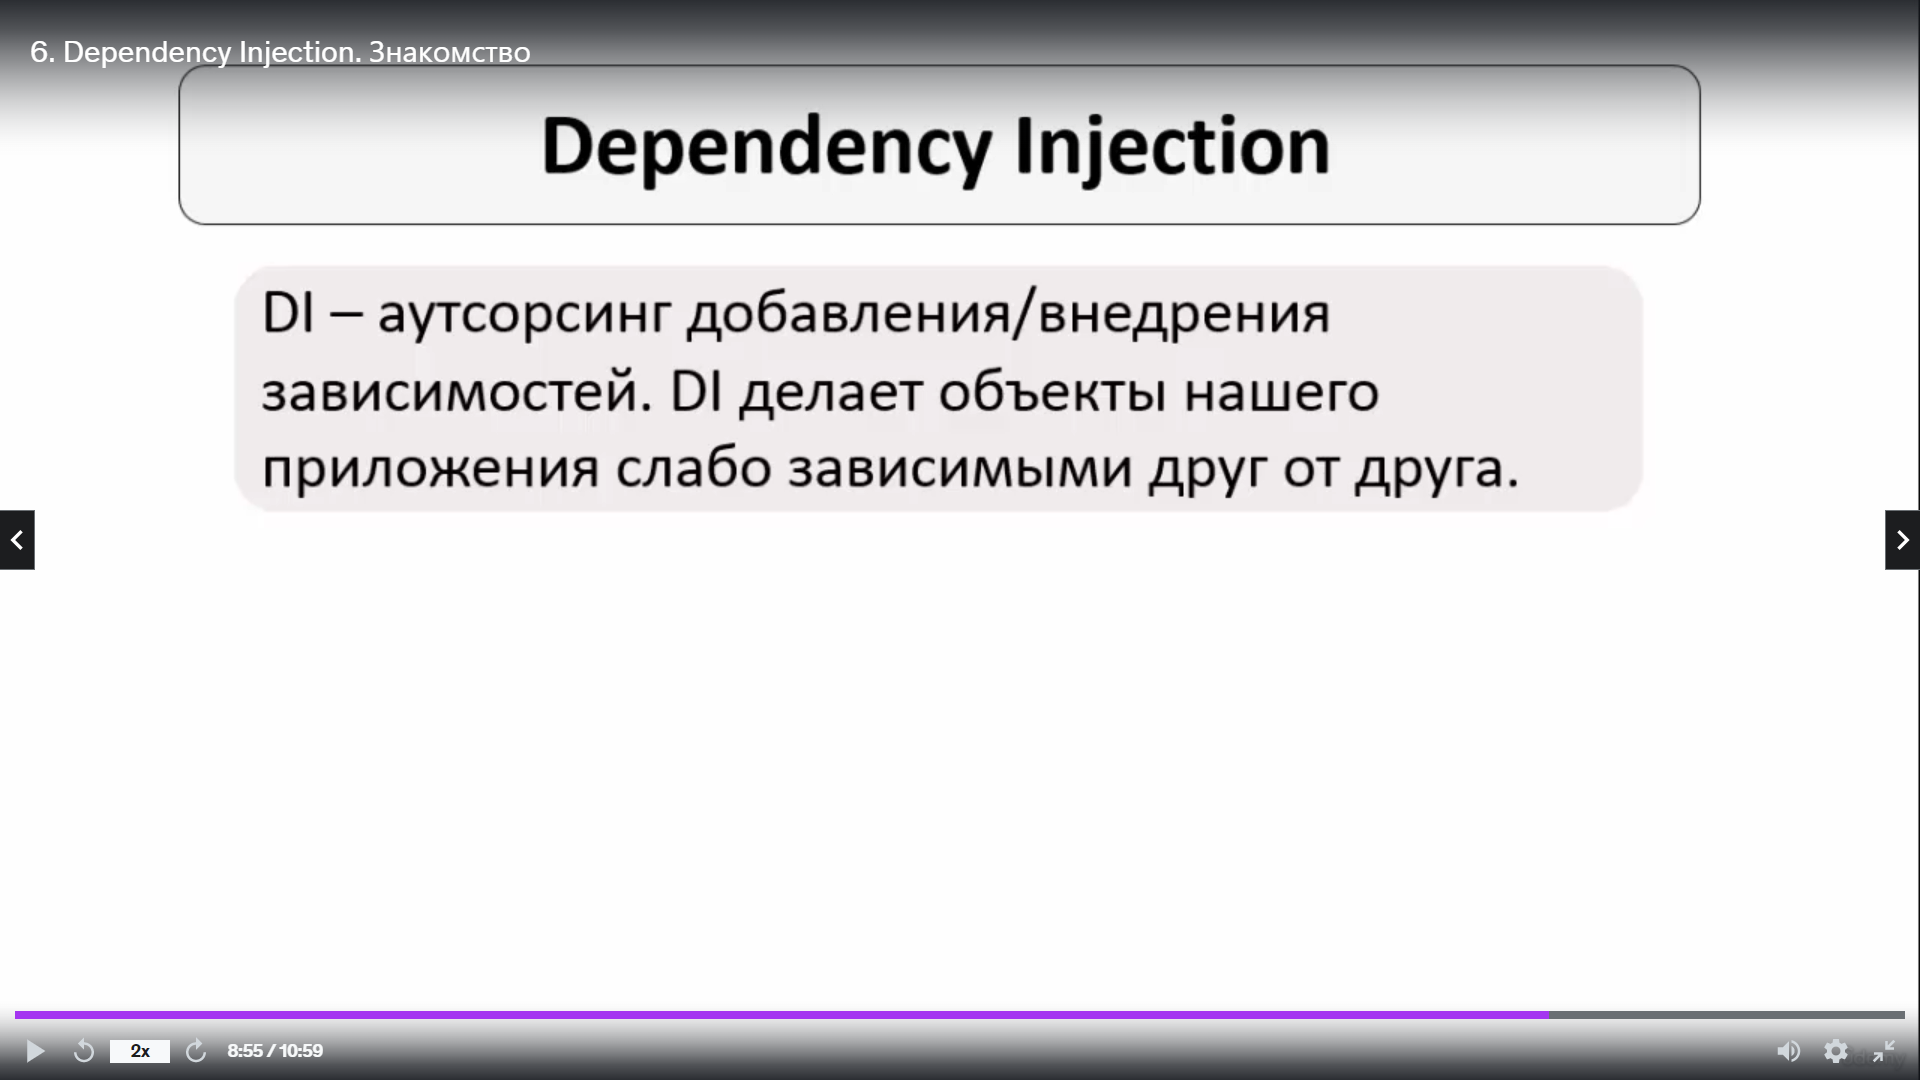 6. Dependency Injection. Знакомство
Dependency Injection
DI – аутсорсинг добавления/внедрения
зависимостей. DI делает объекты нашего
приложения слабо зависимыми друг от друга.
2x
8:55 / 10:59